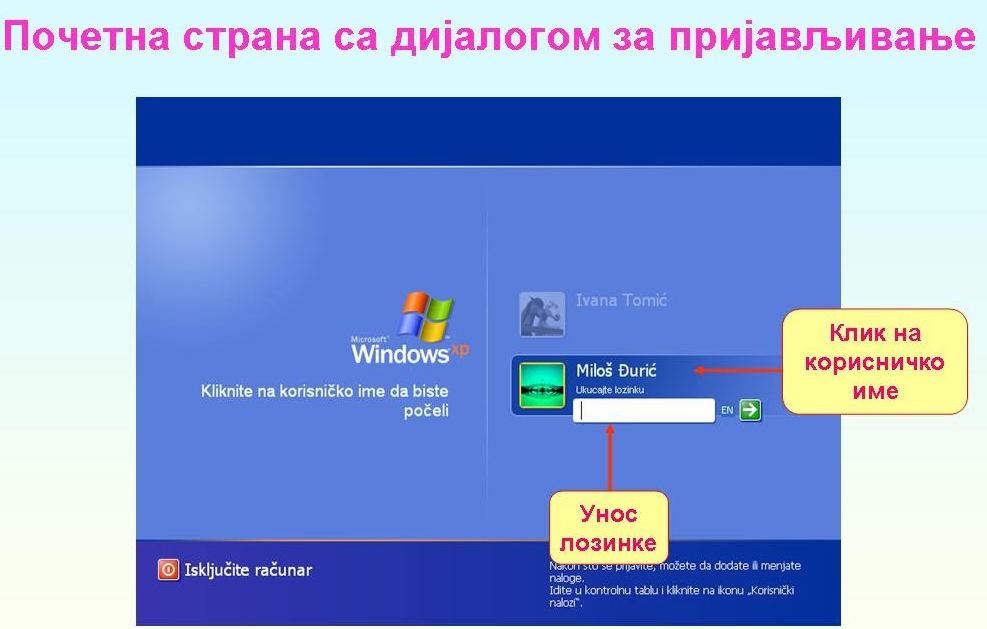 Почетна страна са дијалогом за пријављивање
Ivana Tomić
Microsoft
Windows xp
Kliknite na korisničko ime da biste
počeli
Miloš Đurić
Ukucajte lozinku
EN
Клик на
корисничко
име
Унос
лозинке
Isključite računar
Nakon što se prijavite, možete da dodate ili menjate
naloge.
Idite u kontrolnu tablu i kliknite na ikonu „Korisnički
nalozi“.